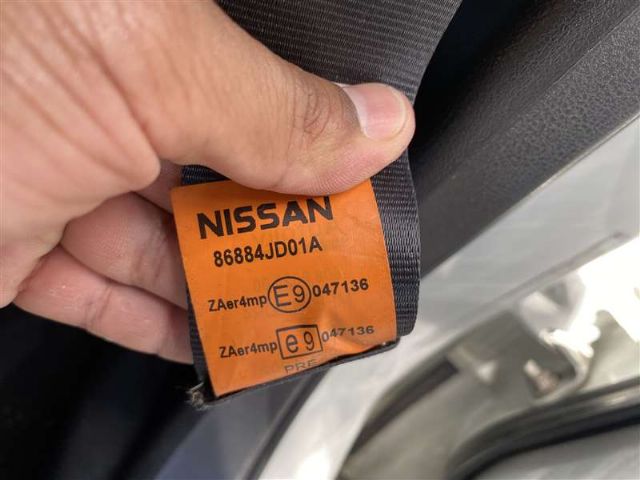 NISSAN
86884JD01A
ZAer4mp E9 047136
ZAer4mp e9 047136
PRE